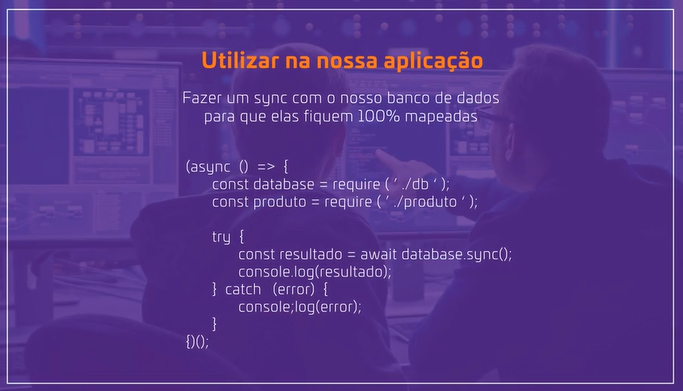 Utilizar na nossa aplicação
Fazer um sync com o nosso banco de dados
para que elas fiquem 100% mapeadas
(async () => {
const database = require ( ’ ./db ‘ );
const produto = require ( ’ ./produto ‘ );
try {
const resultado = await database.sync();
console.log(resultado);
} catch (error) {
console;log(error);
}
{)();